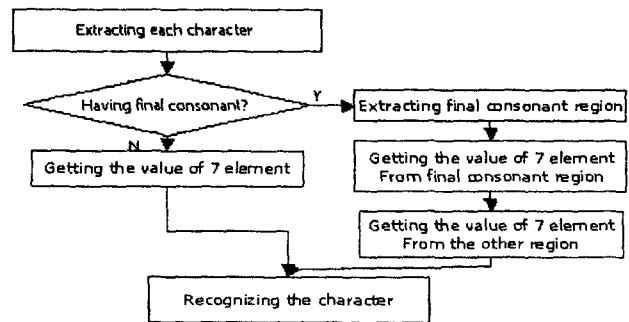 Extracting each character
Having final consonant?
Y
Extracting final consonant region
N
Getting the value of 7 element
Getting the value of 7 element
From final consonant region
Getting the value of 7 element
From the other region
Recognizing the character